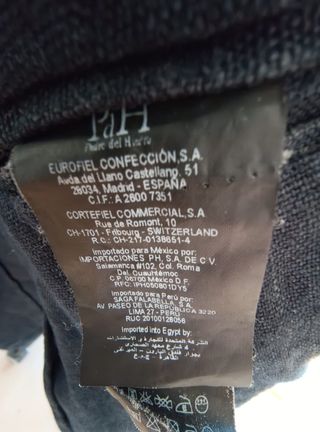 PdH
Pedro del Hierro
EUROFIEL CONFECCIÓN,S.A.
Avda.del Llano Castellano, 51
28034, Madrid - ESPAÑA
C.I.F.: A 2600 7351
CORTEFIEL COMMERCIAL,S.A.
Rue de Romont, 10
CH-1701 - Fribourg - SWITZERLAND
R.C.: CH-217-0138651-4
Importado para México por:
IMPORTACIONES PH, S.A. DE C.V.
Salamanca #102, Col. Roma
Del. Cuauhtémoc
C.P. 06700 México D.F.
RFC: IPH050801DY5
Importado para Perú por:
SAGA FALABELLA, S.A.
AV. PASEO DE LA REPUBLICA 3220
LIMA 27 - PERU
RUC 20100128056
Imported into Egypt by: